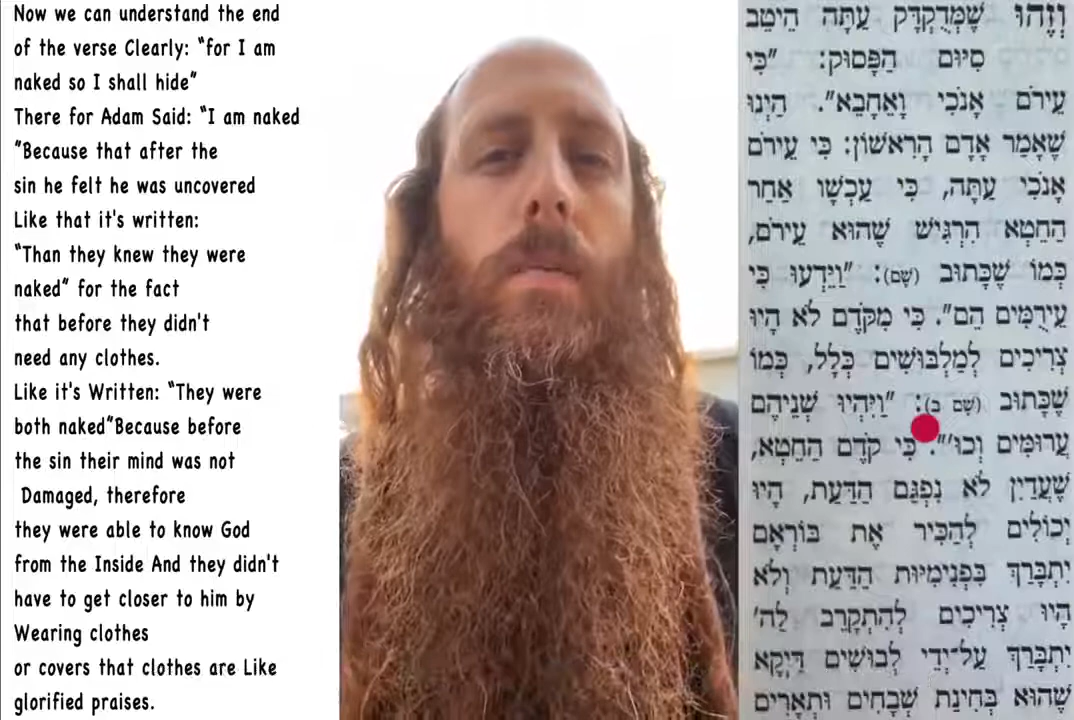 Now we can understand the end
of the verse Clearly: "for I am
naked so I shall hide"
There for Adam Said: "I am naked
"Because that after the
sin he felt he was uncovered
Like that it's written:
"Than they knew they were
naked" for the fact
that before they didn't
need any clothes.
Like it's Written: "They were
both naked"Because before
the sin their mind was not
Damaged, therefore
they were able to know God
from the Inside And they didn't
have to get closer to him by
Wearing clothes
or covers that clothes are Like
glorified praises.
וְזֶהוּ שֶׁמְּדֻקְדָּק עַתָּה הֵיטֵב
סִיּוּם הַפָּסוּק: "כִּי
עֵירֹם אָנֹכִי וָאֵחָבֵא". הַיְנוּ
שֶׁאָמַר אָדָם הָרִאשׁוֹן: כִּי עֵירֹם
אָנֹכִי עַתָּה, כִּי עַכְשָׁו אַחַר
הַחֵטְא הִרְגִּישׁ שֶׁהוּא עֵירֹם,
כְּמוֹ שֶׁכָּתוּב (שָׁם): "וַיֵּדְעוּ כִּי
עֵירֻמִּים הֵם". כִּי מִקֹּדֶם לֹא הָיוּ
צְרִיכִים לְמַלְבּוּשִׁים כְּלָל, כְּמוֹ
שֶׁכָּתוּב (שָׁם ב): "וַיִּהְיוּ שְׁנֵיהֶם
עֲרוּמִּים וְכוּ'". כִּי קֹדֶם הַחֵטְא,
שֶׁעֲדַיִן לֹא נִפְגַּם הַדַּעַת, הָיוּ
יְכוֹלִים לְהַכִּיר אֶת בּוֹרְאָם
יִתְבָּרַךְ בִּפְנִימִיּוּת הַדַּעַת וְלֹא
הָיוּ צְרִיכִים לְהִתְקָרֵב לַה'
יִתְבָּרַךְ עַל־יְדֵי לְבוּשִׁים דַּיְקָא
שֶׁהוּא בְּחִינַת שְׁבָחִים וּתְאָרִים